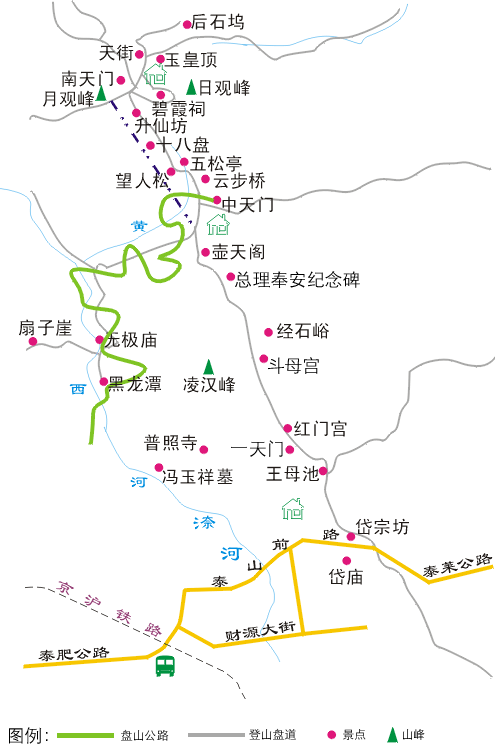 后石坞
天街
玉皇顶
南天门
月观峰
日观峰
碧霞祠
升仙坊
十八盘
五松亭
望人松
云步桥
中天门
黄
壶天阁
总理奉安纪念碑
扇子崖
无极庙
经石峪
斗母宫
西
黑龙潭
凌汉峰
红门宫
普照寺
一天门
王母池
冯玉祥墓
河
渿
河
岱宗坊
前
路
山
泰
岱庙
泰莱公路
京沪铁路
财源大街
泰肥公路
图例：
盘山公路
登山盘道
景点
山峰